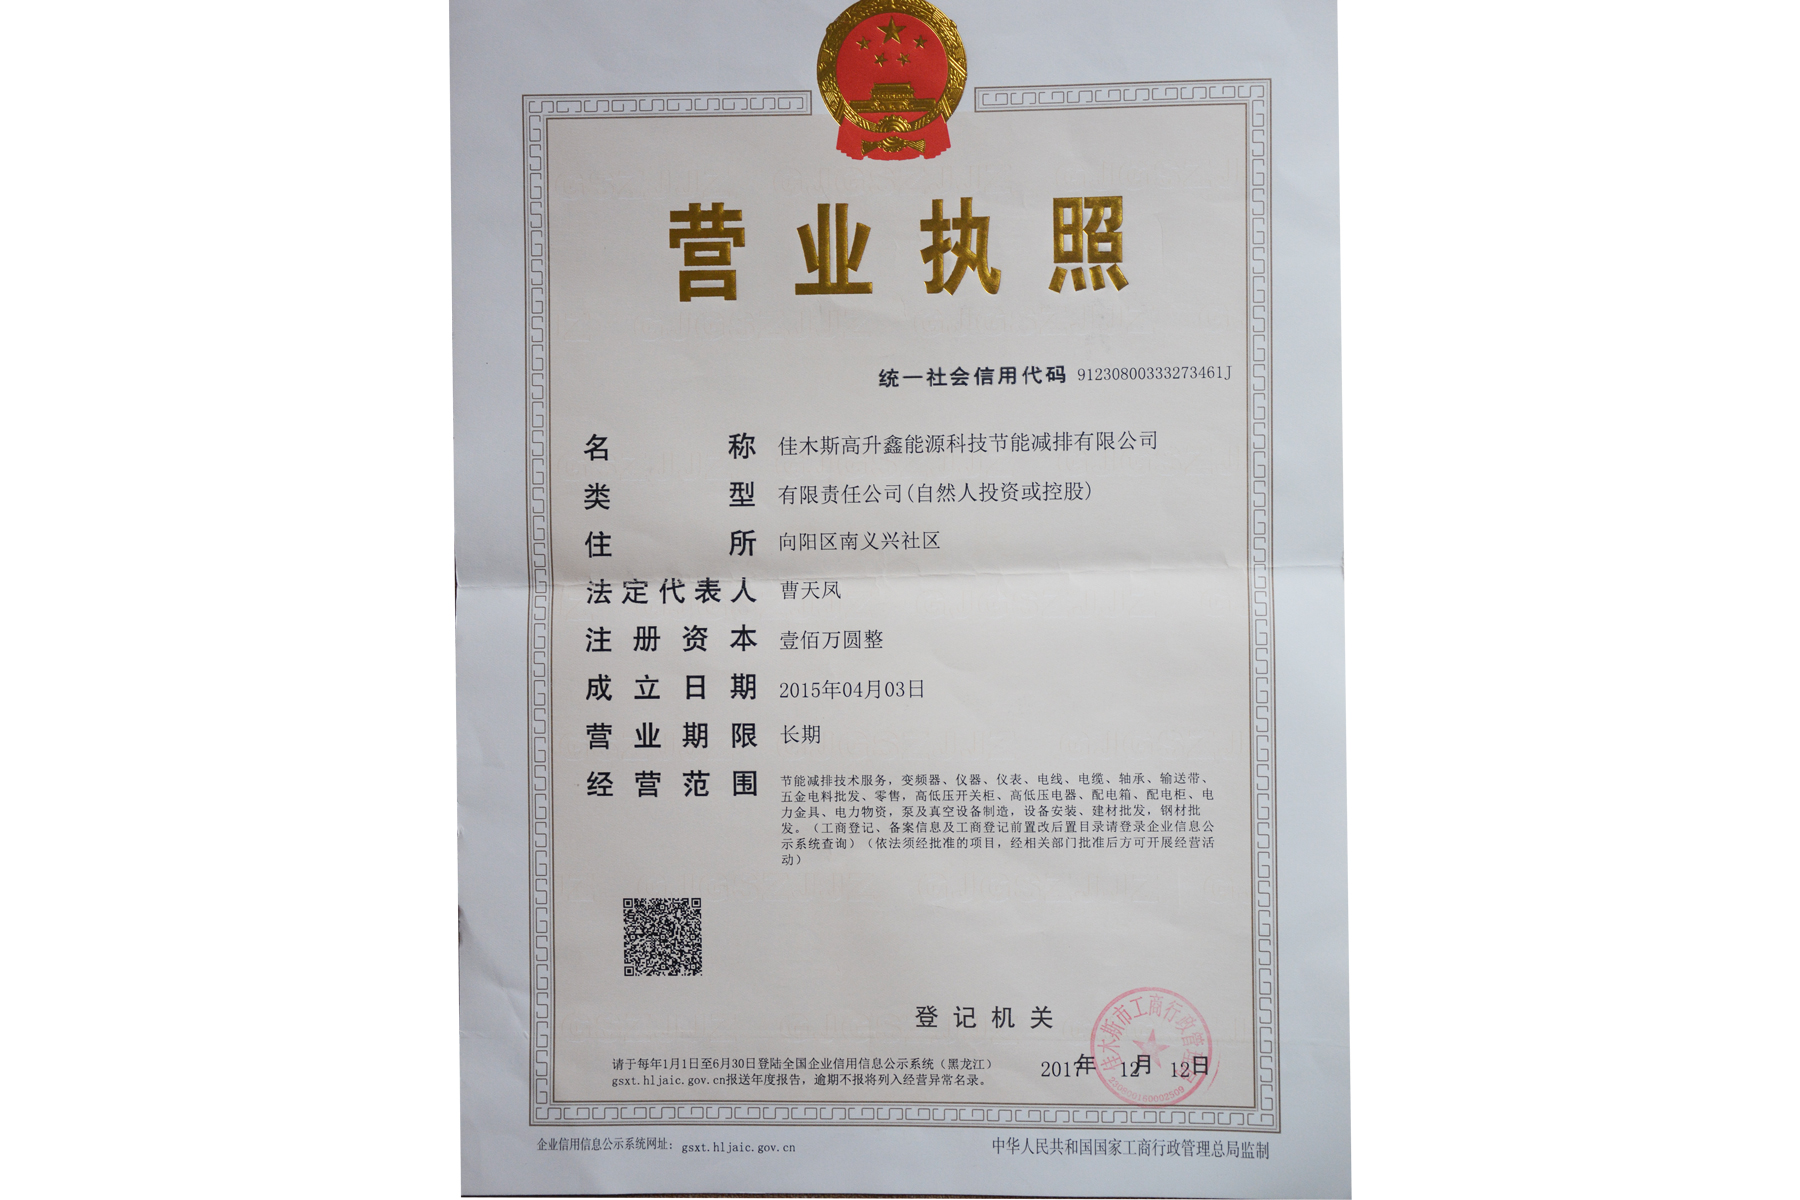 营业执照
统一社会信用代码 91230800333273461J
名称 佳木斯高升鑫能源科技节能减排有限公司
类型 有限责任公司(自然人投资或控股)
住所 向阳区南义兴社区
法定代表人 曹天凤
注册资本 壹佰万圆整
成立日期 2015年04月03日
营业期限 长期
经营范围 节能减排技术服务，变频器、仪器、仪表、电线、电缆、轴承、输送带、
五金电料批发、零售，高低压开关柜、高低压电器、配电箱、配电柜、电
力金具、电力物资，泵及真空设备制造，设备安装、建材批发，钢材批
发。（工商登记、备案信息及工商登记前置改后置目录请登录企业信息公
示系统查询）（依法须经批准的项目，经相关部门批准后方可开展经营活
动）
登记机关
佳木斯市工商行政管理局
2017年 12月 12日
请于每年1月1日至6月30日登陆全国企业信用信息公示系统（黑龙江）
gsxt.hljaic.gov.cn报送年度报告，逾期不报将列入经营异常名录。
企业信用信息公示系统网址： gsxt.hljaic.gov.cn
中华人民共和国国家工商行政管理总局监制